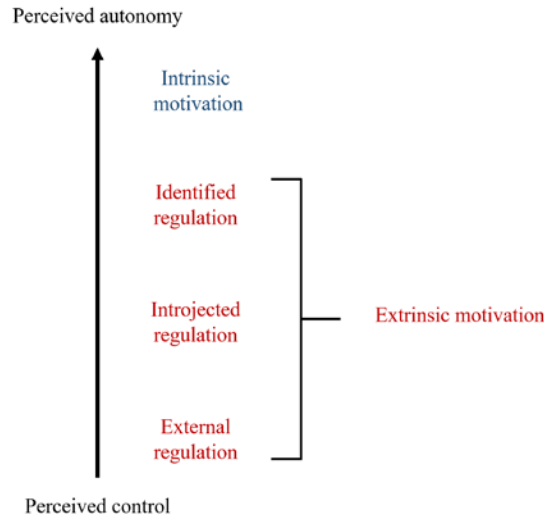 Perceived autonomy
Intrinsic
motivation
Identified
regulation
Introjected
regulation
Extrinsic motivation
External
regulation
Perceived control